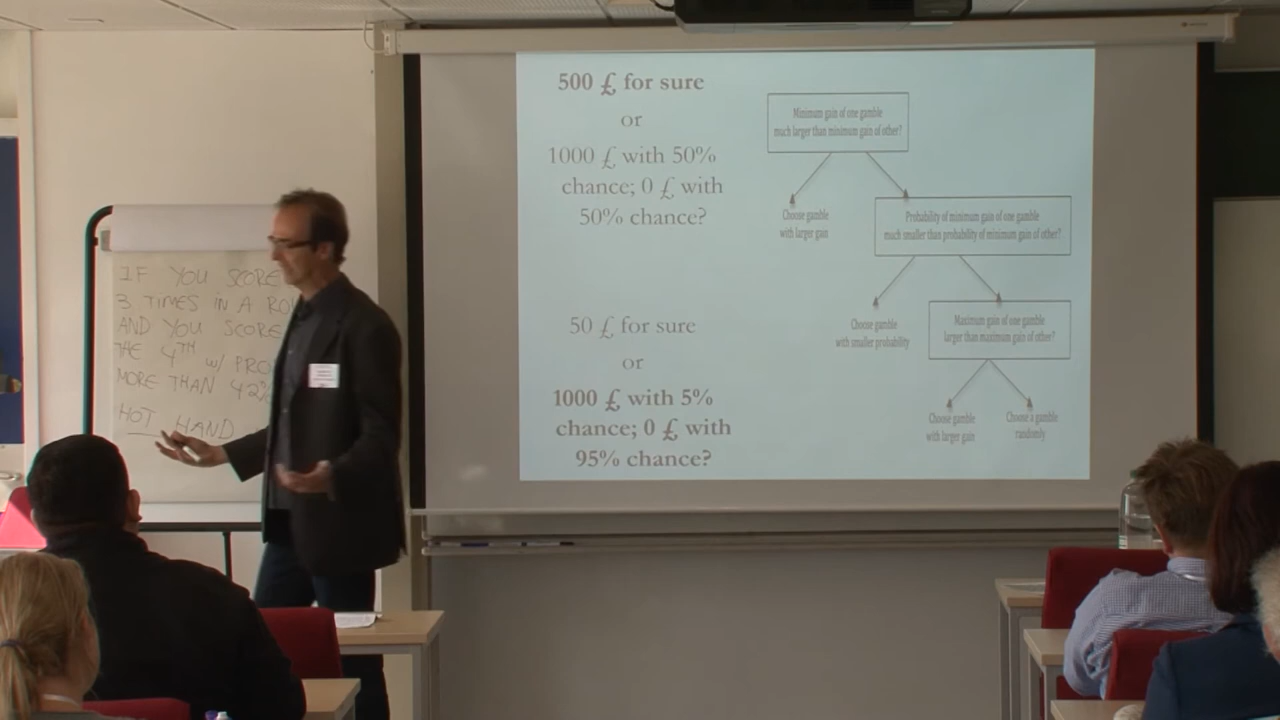 500 £ for sure
or
1000 £ with 50%
chance; 0 £ with
50% chance?
50 £ for sure
or
1000 £ with 5%
chance; 0 £ with
95% chance?
Minimum gain of one gamble
much larger than minimum gain of other?
Choose gamble
with larger gain
Probability of minimum gain of one gamble
much smaller than probability of minimum gain of other?
Choose gamble
with smaller probability
Maximum gain of one gamble
larger than maximum gain of other?
Choose gamble
with larger gain
Choose a gamble
randomly
IF YOU SCORE
3 TIMES IN A RO
AND YOU SCORE
THE 4TH w/ PRO
MORE THAN 42%
HOT HAND